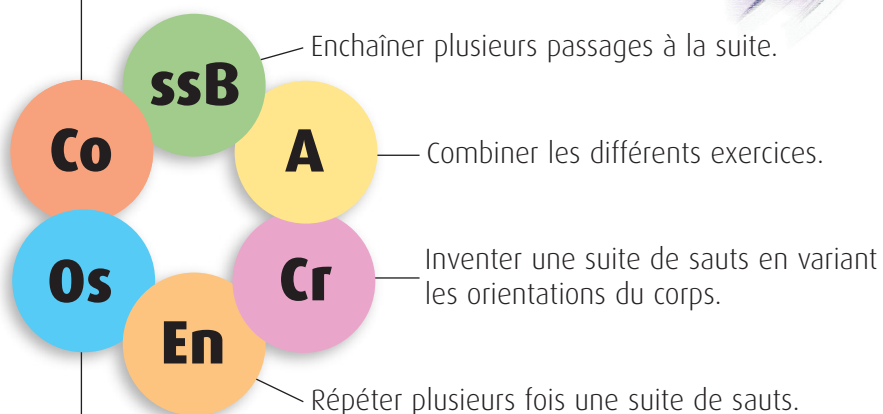 ssB
Enchaîner plusieurs passages à la suite.
Co
A
Combiner les différents exercices.
Os
Cr
Inventer une suite de sauts en variant
les orientations du corps.
En
Répéter plusieurs fois une suite de sauts.